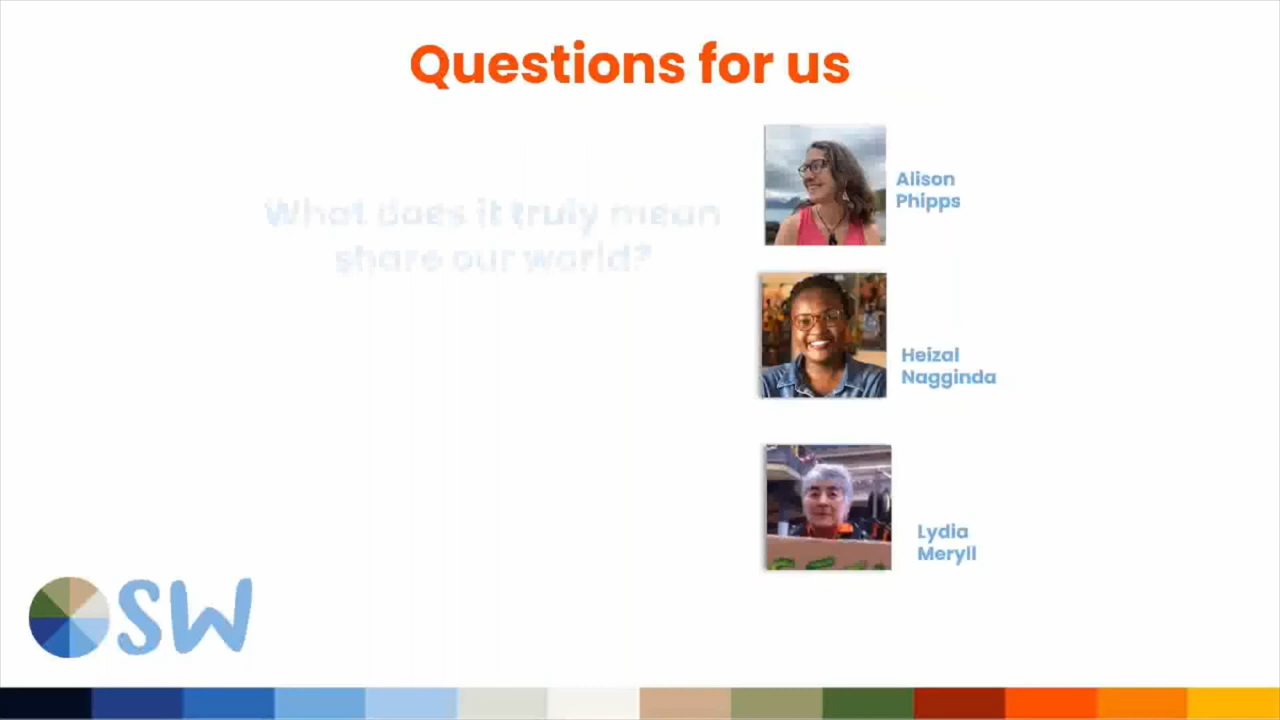 Questions for us
What does it truly mean
share our world?
Alison
Phipps
Heizal
Nagginda
Lydia
Meryll
SW